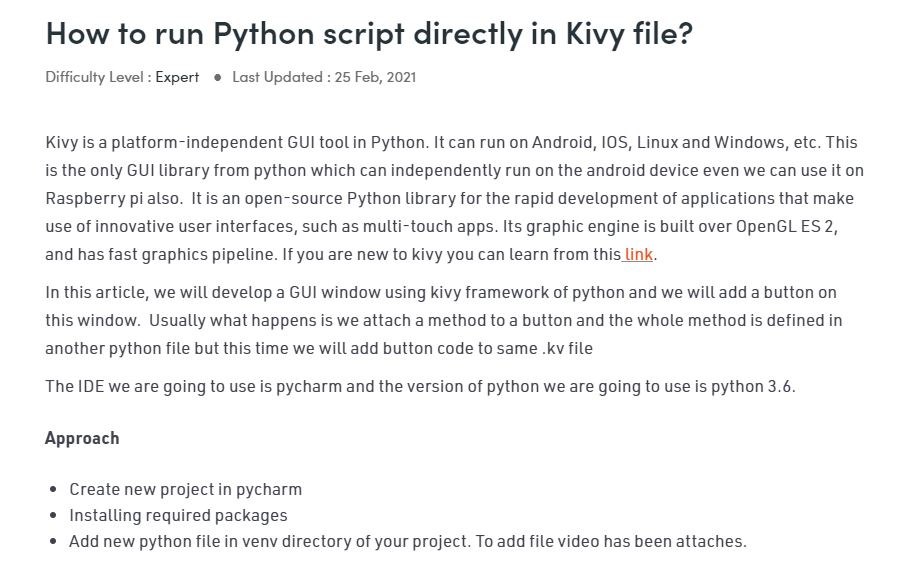 How to run Python script directly in Kivy file?
Difficulty Level : Expert ● Last Updated : 25 Feb, 2021
Kivy is a platform-independent GUI tool in Python. It can run on Android, IOS, Linux and Windows, etc. This
is the only GUI library from python which can independently run on the android device even we can use it on
Raspberry pi also.  It is an open-source Python library for the rapid development of applications that make
use of innovative user interfaces, such as multi-touch apps. Its graphic engine is built over OpenGL ES 2,
and has fast graphics pipeline. If you are new to kivy you can learn from this link.
In this article, we will develop a GUI window using kivy framework of python and we will add a button on
this window.  Usually what happens is we attach a method to a button and the whole method is defined in
another python file but this time we will add button code to same .kv file
The IDE we are going to use is pycharm and the version of python we are going to use is python 3.6.
Approach
• Create new project in pycharm
• Installing required packages
• Add new python file in venv directory of your project. To add file video has been attaches.